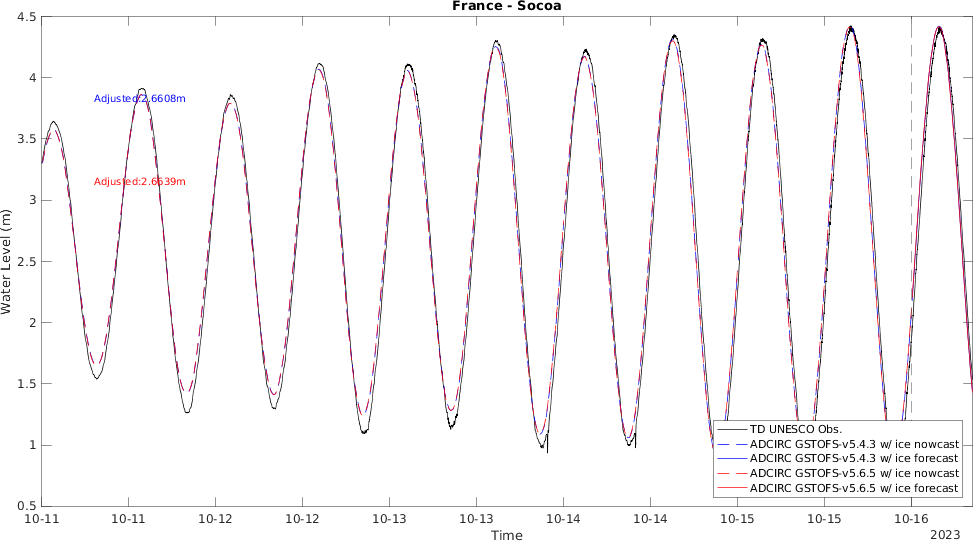 France - Socoa
4.5
4
3.5
3
2.5
2
1.5
1
0.5
Water Level (m)
Adjusted:2.6608m
Adjusted:2.6639m
TD UNESCO Obs.
ADCIRC GSTOFS-v5.4.3 w/ ice nowcast
ADCIRC GSTOFS-v5.4.3 w/ ice forecast
ADCIRC GSTOFS-v5.6.5 w/ ice nowcast
ADCIRC GSTOFS-v5.6.5 w/ ice forecast
10-11 10-11 10-12 10-12 10-13 10-13 10-14 10-14 10-15 10-15 10-16
Time
2023